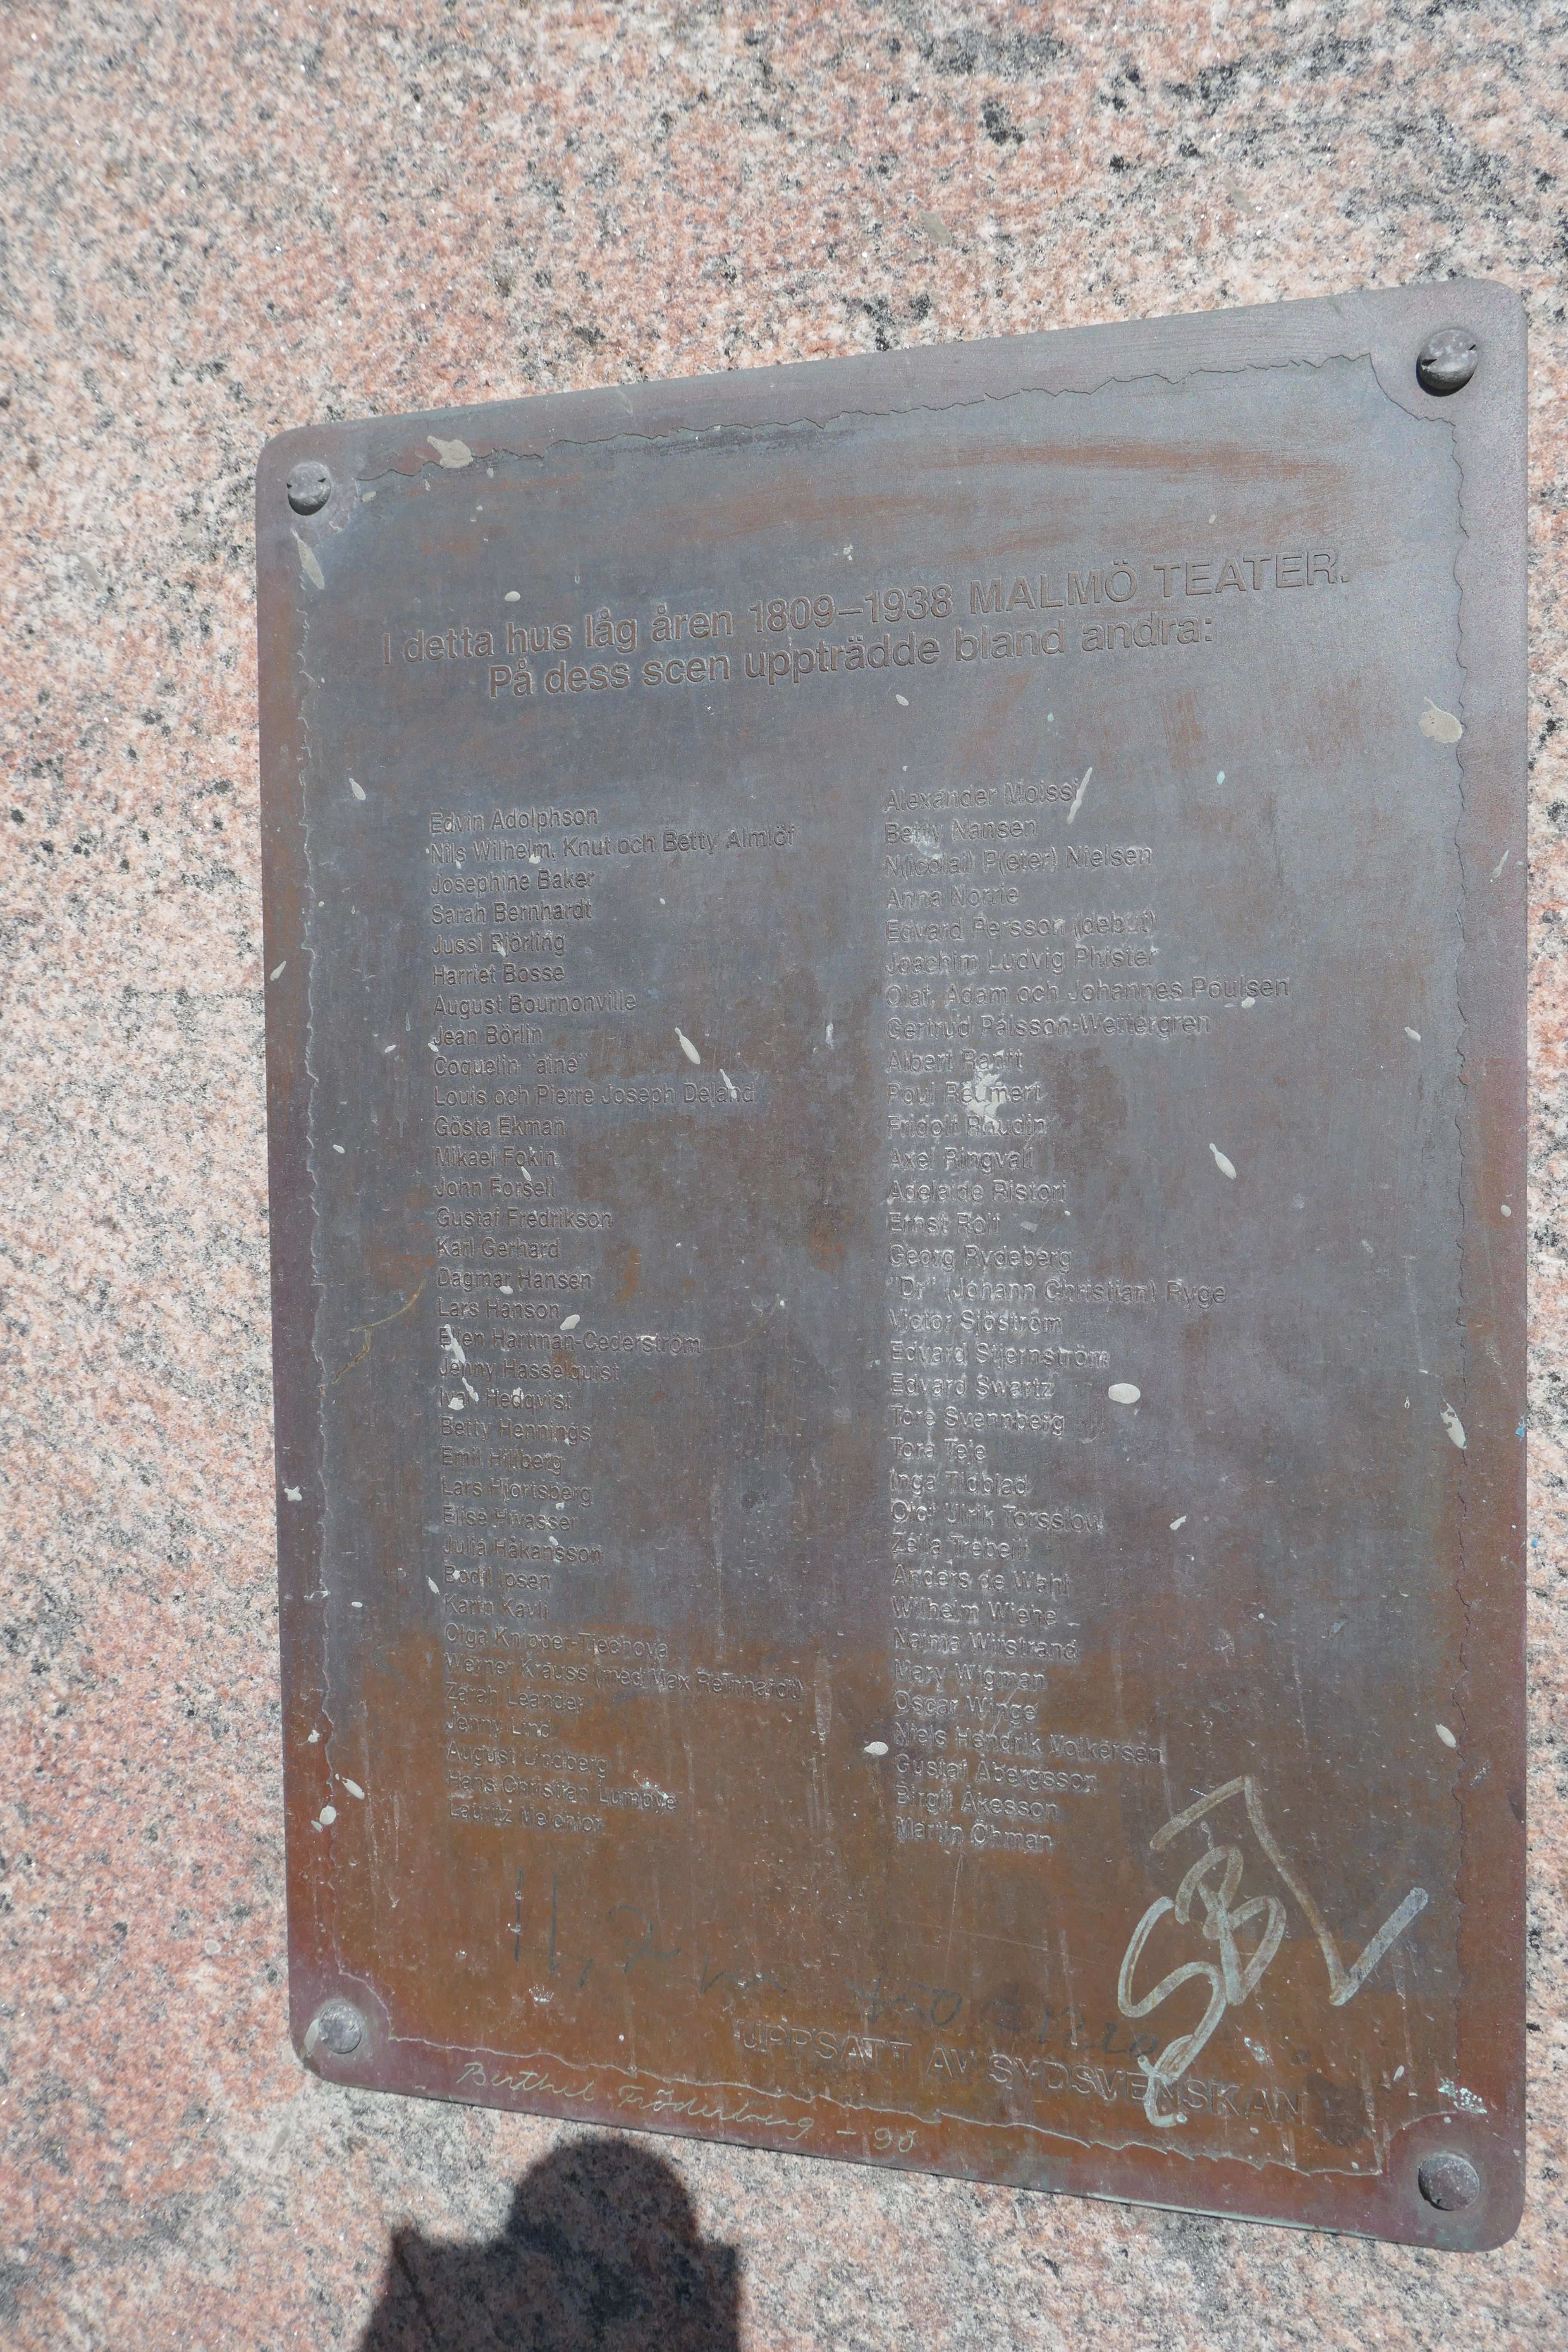 I detta hus låg åren 1809–1938 MALMÖ TEATER.
På dess scen uppträdde bland andra:
Edvin Adolphson
Nils Wilhelm, Knut och Betty Almlöf
Josephine Baker
Sarah Bernhardt
Jussi Björling
Harriet Bosse
August Bournonville
Jean Börlin
Coquelin "aîné"
Louis och Pierre Joseph Deland
Gösta Ekman
Mikael Fokin
John Forsell
Gustaf Fredrikson
Karl Gerhard
Dagmar Hansen
Lars Hanson
Ellen Hartman-Cederström
Jenny Hasselquist
Ivan Hedqvist
Betty Hennings
Emil Hillberg
Lars Hjortsberg
Elise Hwasser
Julia Håkansson
Bodil Ipsen
Karin Kavli
Olga Knipper-Tjechova
Werner Krauss (med Max Reinhardt)
Zarah Leander
Jenny Lind
August Lindberg
Hans Christian Lumbye
Lauritz Melchior
Alexander Moissi
Betty Nansen
N(icolai) P(eter) Nielsen
Anna Norrie
Edvard Persson (debut)
Joachim Ludvig Phister
Olaf, Adam och Johannes Poulsen
Gertrud Pålsson-Wettergren
Albert Ranft
Poul Reumert
Fridolf Rhudin
Axel Ringvall
Adelaide Ristori
Ernst Rolf
Georg Rydeberg
"Dr" (Johann Christian) Ryge
Victor Sjöström
Edvard Stjernström
Edvard Swartz
Tore Svennberg
Tora Teje
Inga Tidblad
Olof Ulrik Torsslow
Zelia Trebelli
Anders de Wahl
Wilhelm Wiehe
Naima Wifstrand
Mary Wigman
Oscar Winge
Niels Hendrik Volkersen
Gustaf Åbergsson
Birgit Åkesson
Martin Öhman
UPPSATT AV SYDSVENSKAN
Berthel Fröderberg - 90